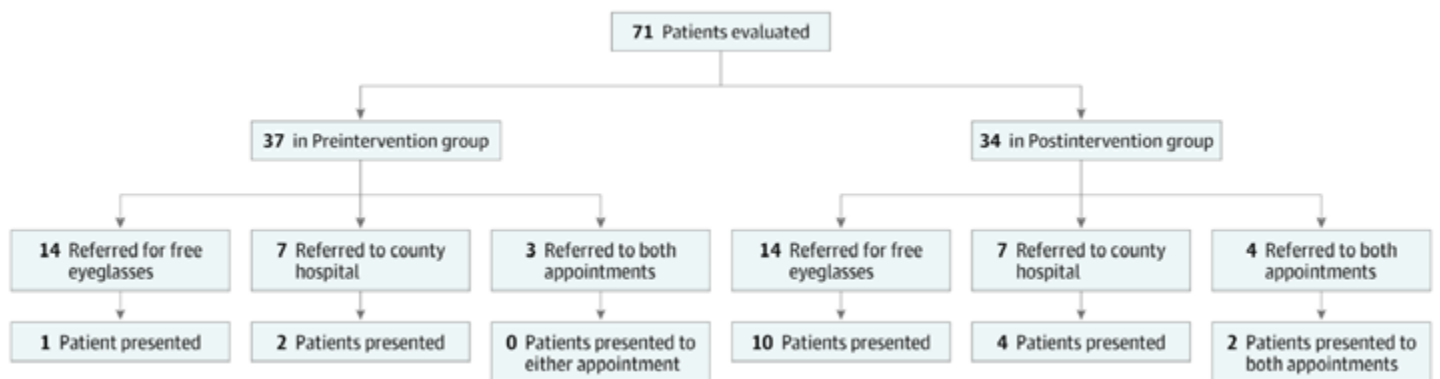 71 Patients evaluated
37 in Preintervention group
34 in Postintervention group
14 Referred for free
eyeglasses
7 Referred to county
hospital
3 Referred to both
appointments
14 Referred for free
eyeglasses
7 Referred to county
hospital
4 Referred to both
appointments
1 Patient presented
2 Patients presented
0 Patients presented to
either appointment
10 Patients presented
4 Patients presented
2 Patients presented to
both appointments